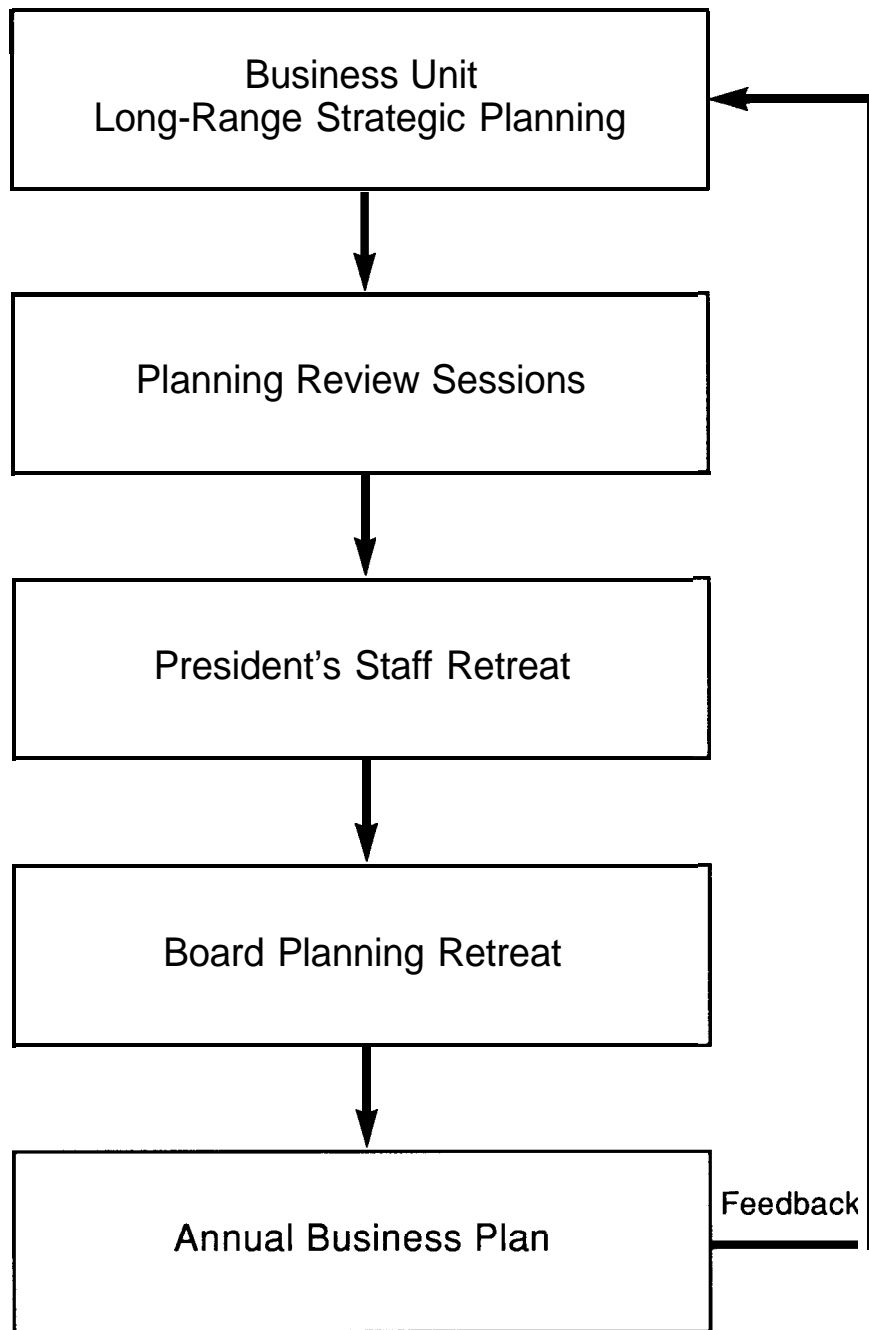 Business Unit
Long-Range Strategic Planning
Planning Review Sessions
President's Staff Retreat
Board Planning Retreat
Annual Business Plan
Feedback